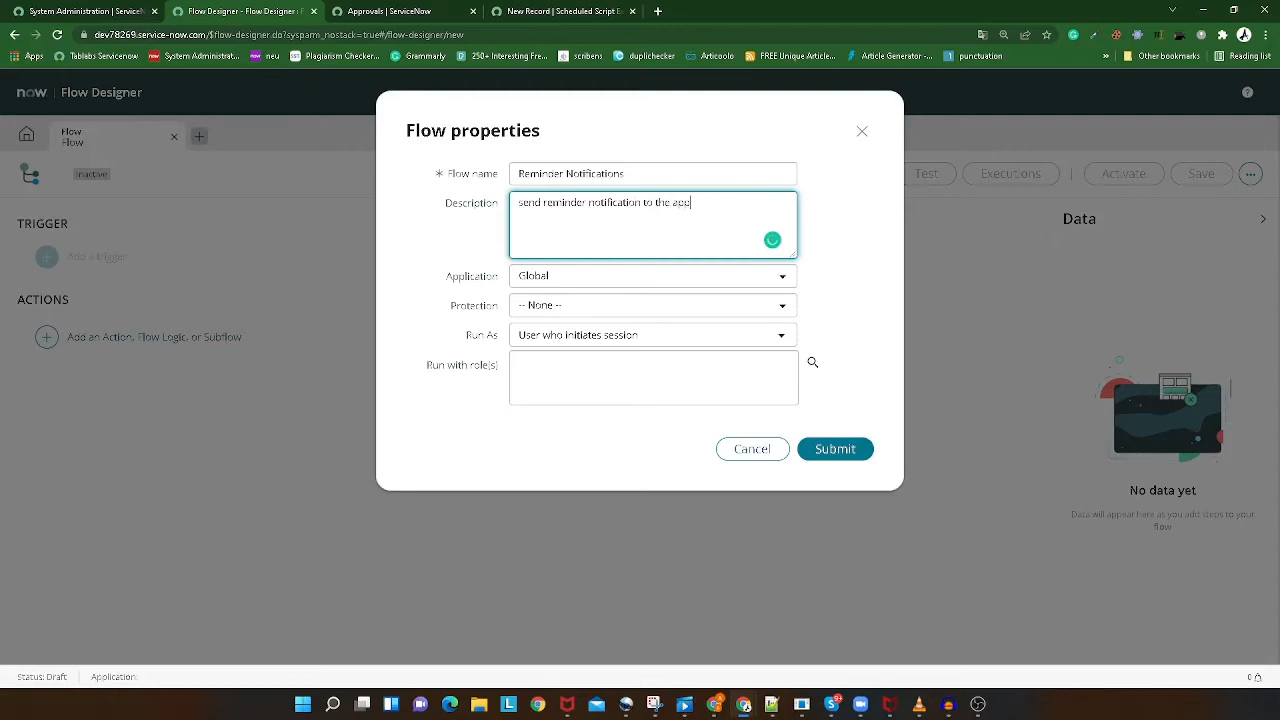 System Administration | ServiceN
Flow Designer - Flow Designer - F
Approvals | ServiceNow
New Record | Scheduled Script E
dev78269.service-now.com/$flow-designer.do?sysparm_nostack=true#/flow-designer/new
Apps
Tablabs ServiceNow
System Administrat...
neu
Plagiarism Checker...
Grammarly
250+ Interesting Fre...
scribens
duplichecker
Articoolo
FREE Unique Article...
Article Generator -...
punctuation
»
Other bookmarks
Reading list
now
Flow Designer
Flow
Flow
Inactive
Test
Executions
Activate
Save
TRIGGER
Add a trigger
ACTIONS
Add an Action, Flow Logic, or Subflow
Data
No data yet
Data will appear here as you add steps to your
flow
Flow properties
* Flow name
Reminder Notifications
Description
send reminder notification to the app
Application
Global
Protection
-- None --
Run As
User who initiates session
Run with role(s)
Cancel
Submit
Status: Draft
Application:
0